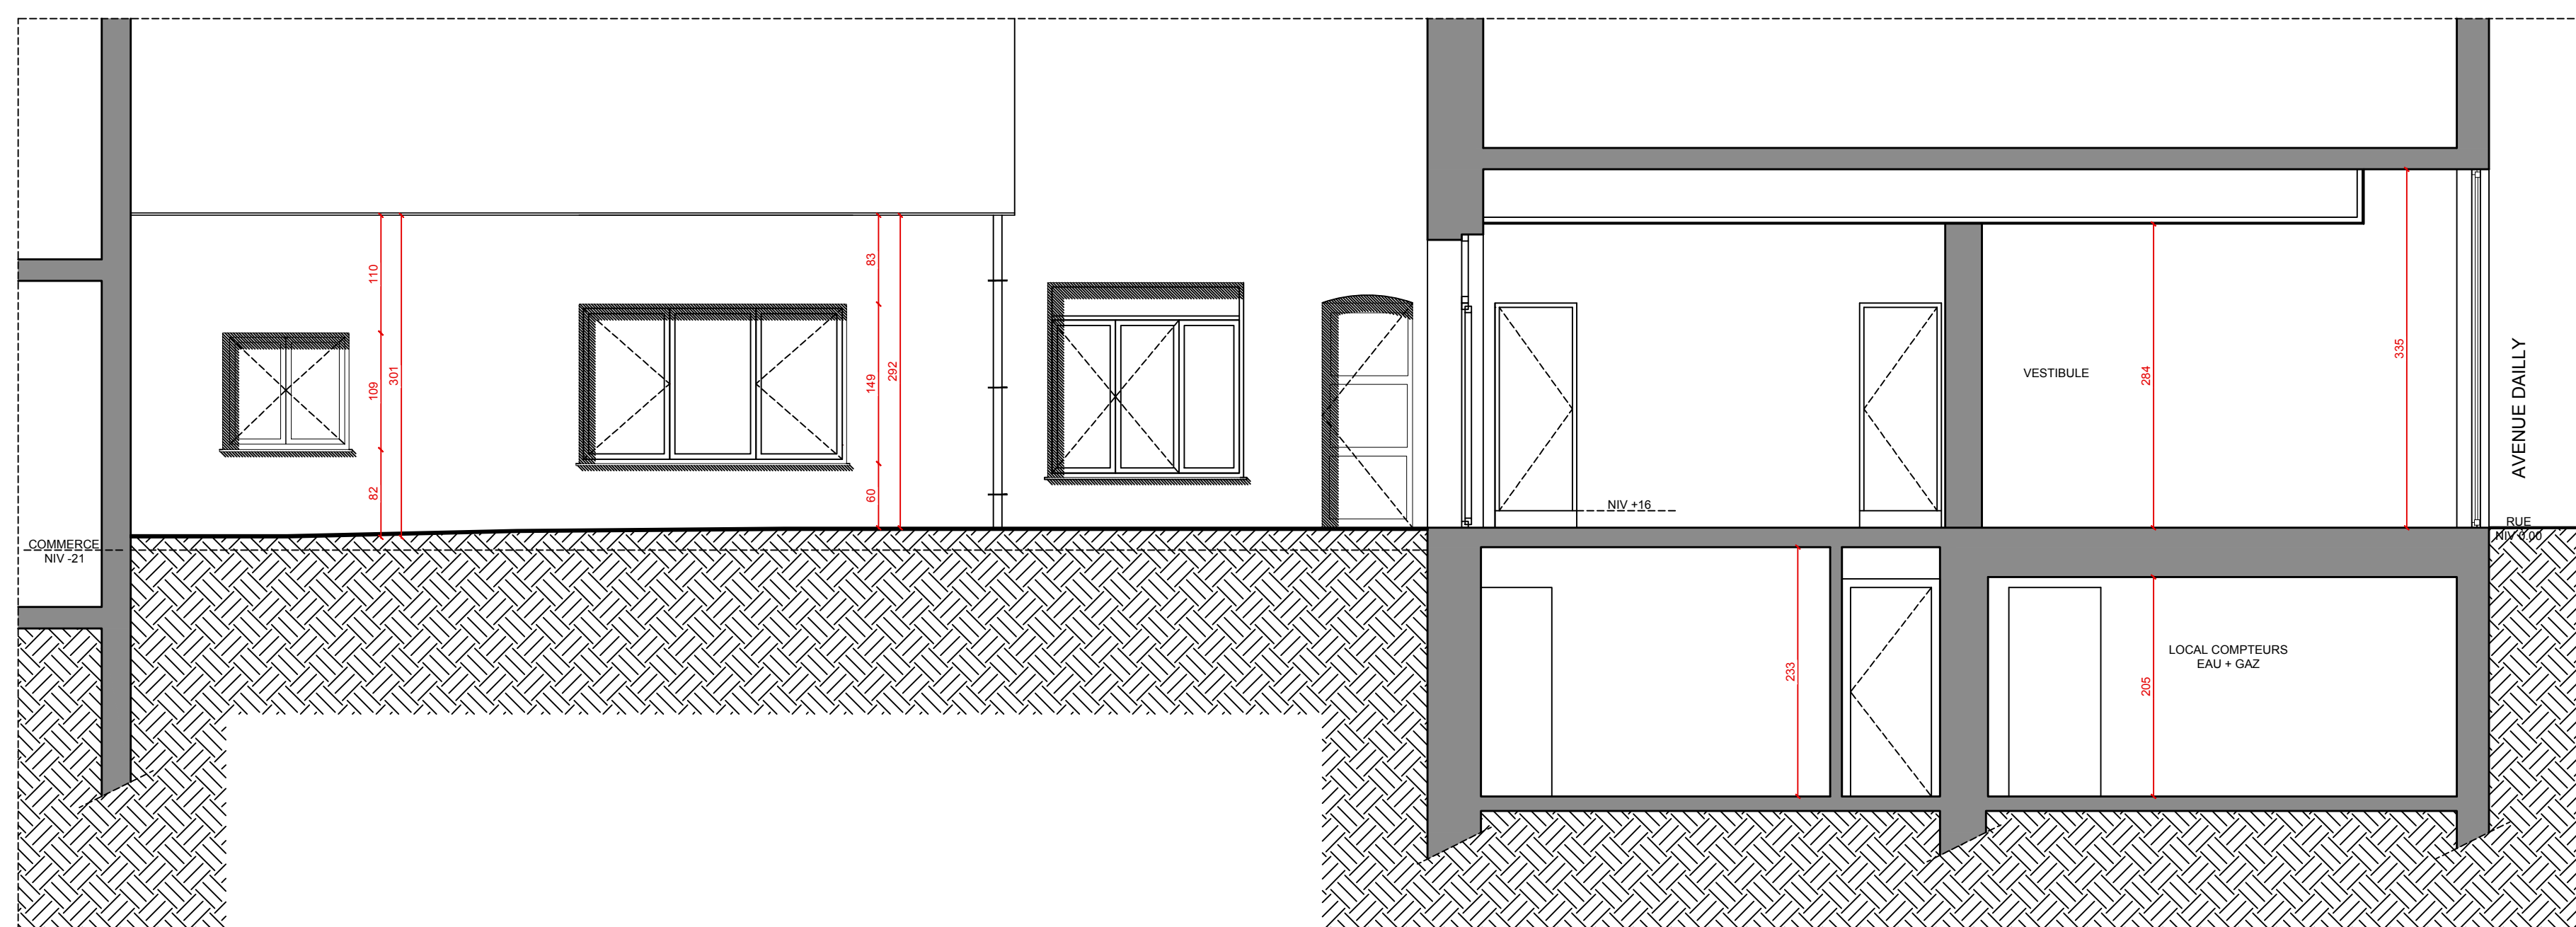 110
109
82
301
83
149
60
292
COMMERCE
NIV -21
NIV +16
VESTIBULE
284
335
AVENUE DAILLY
RUE
NIV 0.00
233
205
LOCAL COMPTEURS
EAU + GAZ